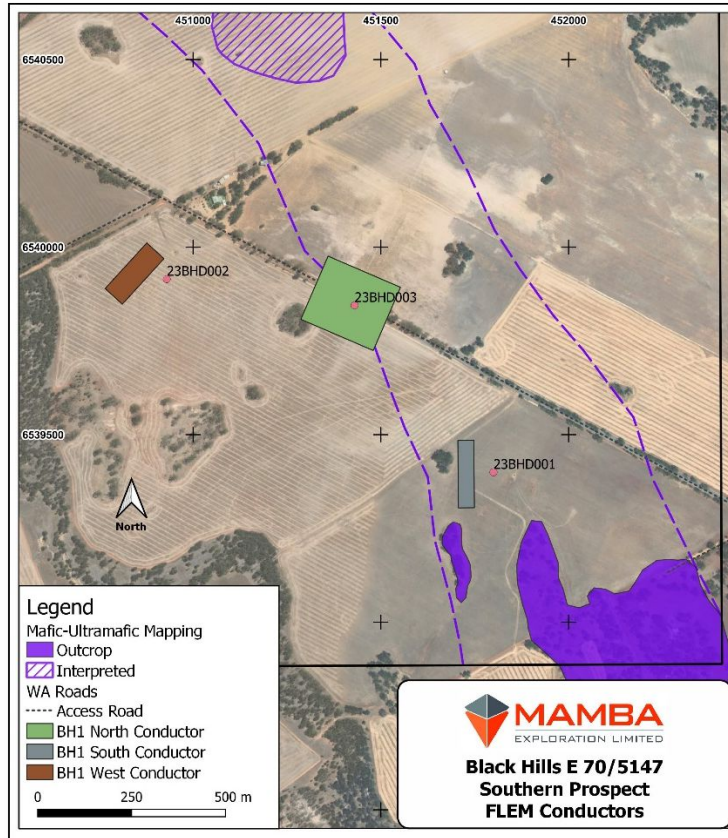 451000
451500
452000
6540500
6540000
23BHD002
23BHD003
6539500
23BHD001
North
Legend
Mafic-Ultramafic Mapping
Outcrop
Interpreted
WA Roads
Access Road
BH1 North Conductor
BH1 South Conductor
BH1 West Conductor
0
250
500 m
MAMBA
EXPLORATION LIMITED
Black Hills E 70/5147
Southern Prospect
FLEM Conductors